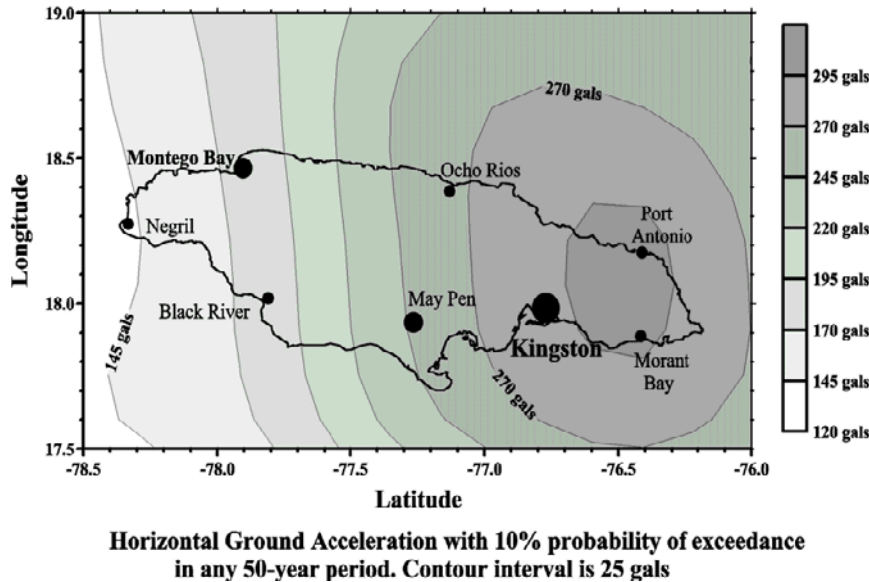 19.0
18.5
18.0
17.5
Longitude
-78.5
-78.0
-77.5
-77.0
-76.5
-76.0
Latitude
Montego Bay
Negril
Black River
May Pen
Ocho Rios
Port
Antonio
Kingston
Morant
Bay
145 gals
270 gals
270 gals
295 gals
270 gals
245 gals
220 gals
195 gals
170 gals
145 gals
120 gals
Horizontal Ground Acceleration with 10% probability of exceedance
in any 50-year period. Contour interval is 25 gals